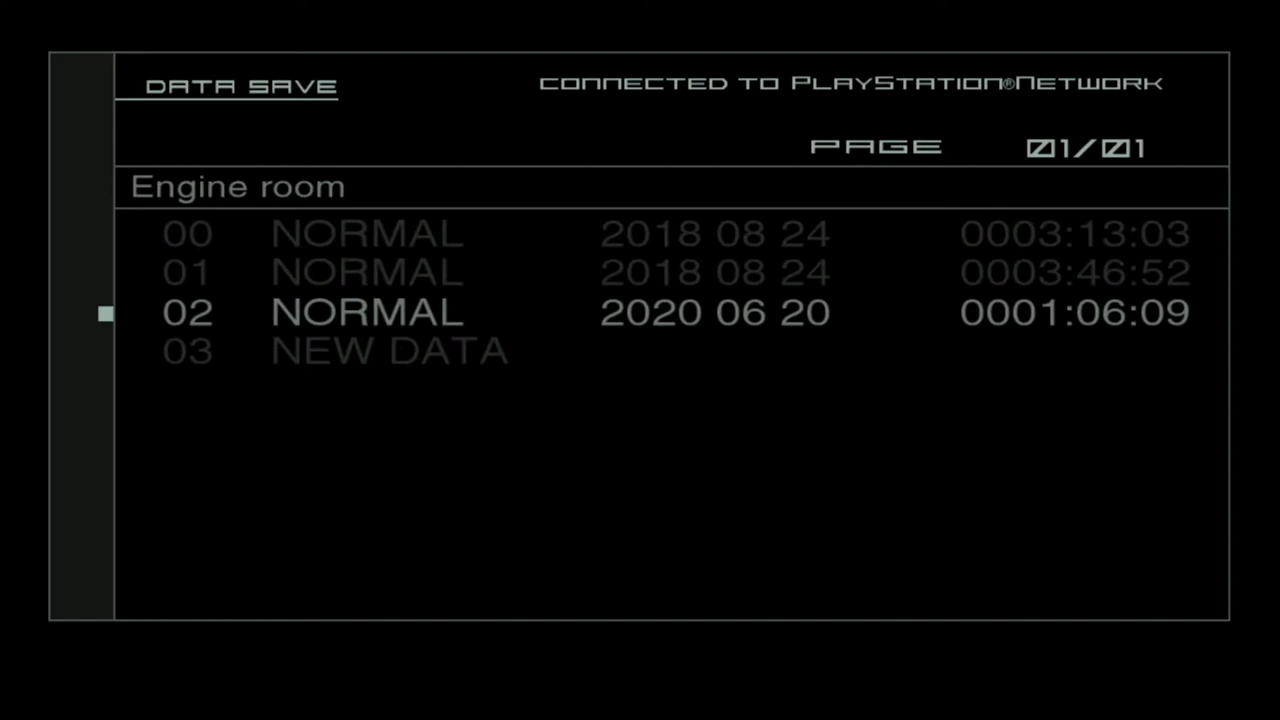 DATA SAVE
CONNECTED TO PLAYSTATION®NETWORK
PAGE 01/01
Engine room
00 NORMAL 2018 08 24 0003:13:03
01 NORMAL 2018 08 24 0003:46:52
02 NORMAL 2020 06 20 0001:06:09
03 NEW DATA